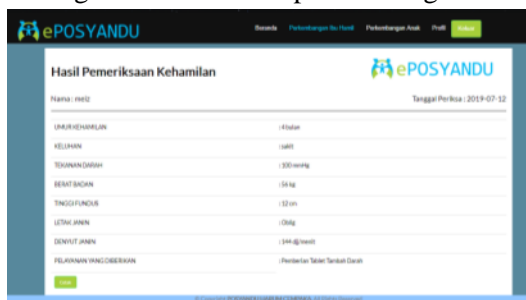 ePOSYANDU
Beranda Perkembangan Ibu Hamil Perkembangan Anak Profil Keluar
Hasil Pemeriksaan Kehamilan
ePOSYANDU
Nama : meiz
Tanggal Periksa : 2019-07-12
UMUR KEHAMILAN : 4 bulan
KELUHAN : sakit
TEKANAN DARAH : 100 mmHg
BERAT BADAN : 56 kg
TINGGI FUNDUS : 12 cm
LETAK JANIN : Oblig
DENYUT JANIN : 144 dj/menit
PELAYANAN YANG DIBERIKAN : Pemberian Tablet Tambah Darah